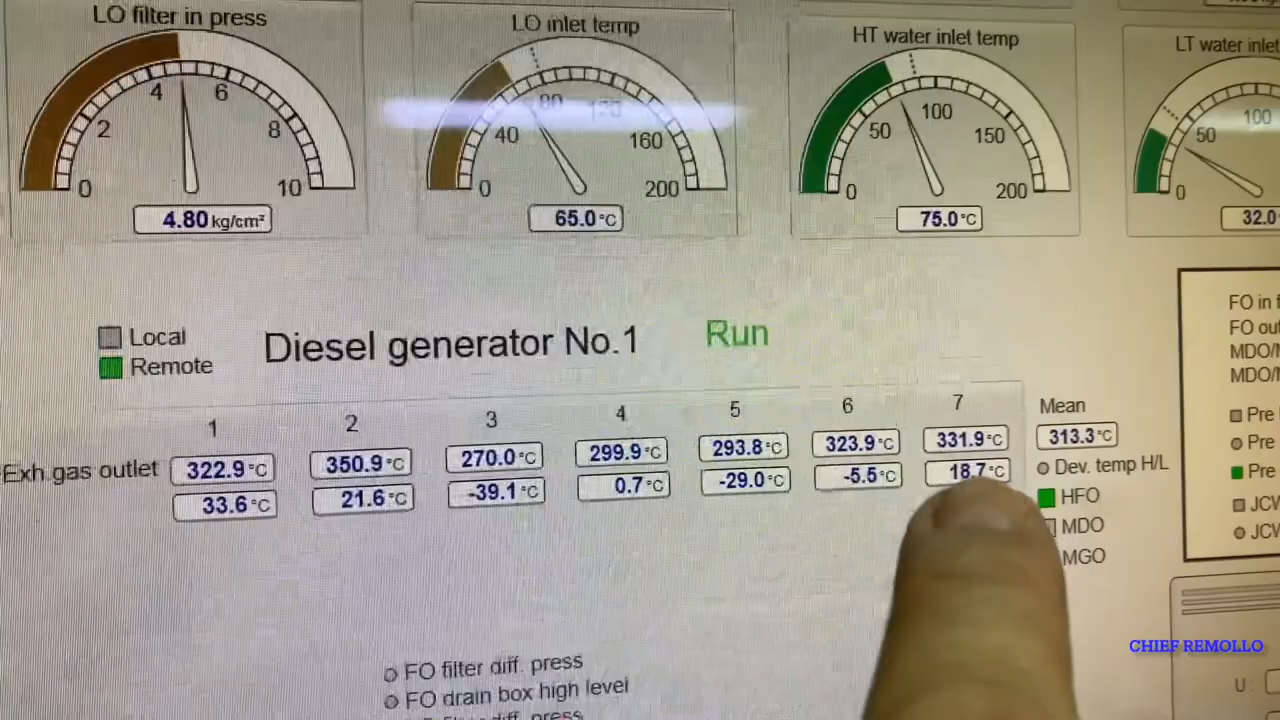 LO filter in press
LO inlet temp
HT water inlet temp
LT water inlet
0 2 4 6 8 10
0 40 80 120 160 200
0 50 100 150 200
0 50 100
4.80 kg/cm²
65.0 °C
75.0 °C
32.0
Local
Remote
Diesel generator No.1
Run
1 2 3 4 5 6 7 Mean
Exh.gas outlet 322.9 °C 350.9 °C 270.0 °C 299.9 °C 293.8 °C 323.9 °C 331.9 °C 313.3 °C
33.6 °C 21.6 °C -39.1 °C 0.7 °C -29.0 °C -5.5 °C 18.7 °C
Dev. temp H/L
HFO
MDO
MGO
FO in
FO out
MDO/
MDO/
Pre
Pre
Pre
JCW
JCW
FO filter diff. press
FO drain box high level
diff. press
U:
CHIEF REMOLLO